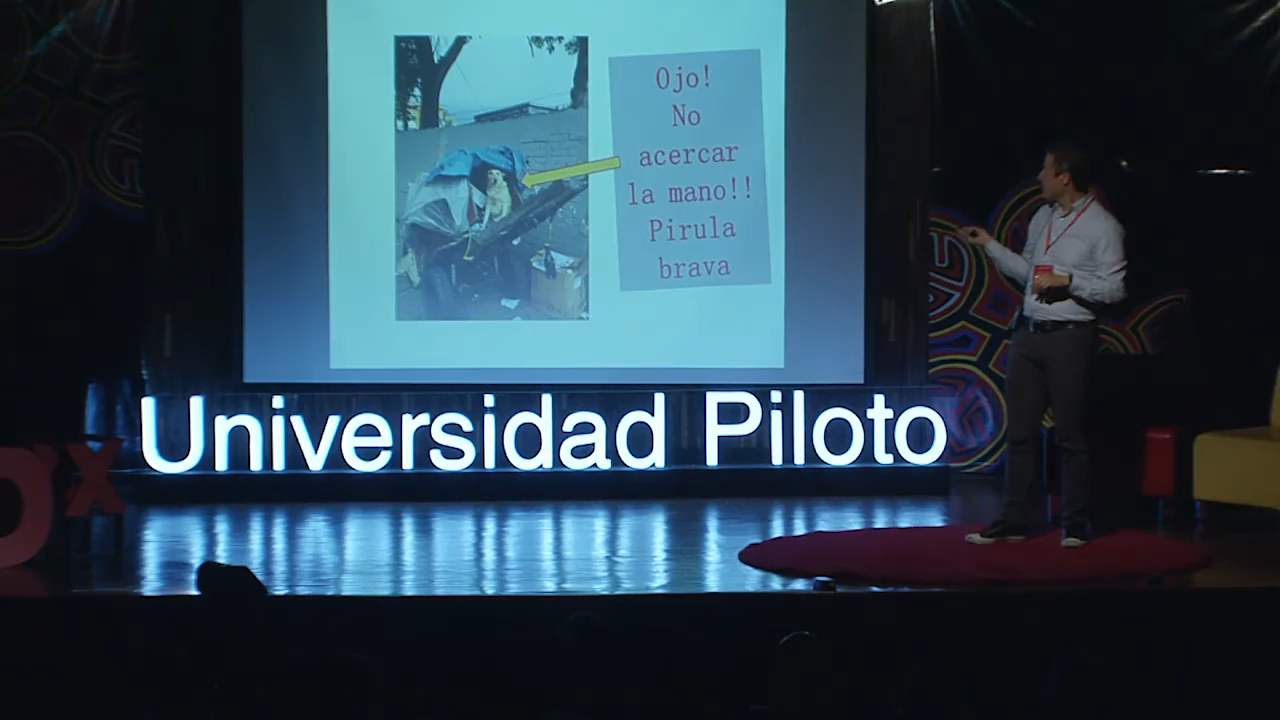 Ojo!
No
acercar
la mano!!
Pirula
brava
Universidad Piloto
x